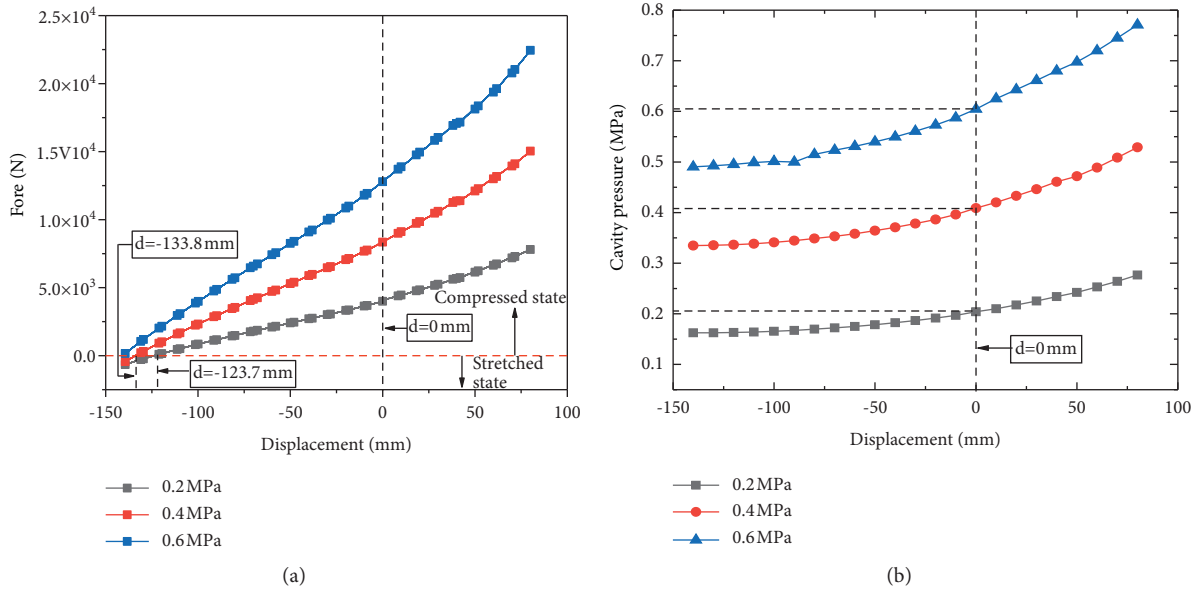 2.5×10⁴
2.0×10⁴
1.5V10⁴
1.0×10⁴
5.0×10³
0.0
Fore (N)
d=-133.8 mm
d=-123.7 mm
d=0 mm
Compressed state
Stretched
state
-150 -100 -50 0 50 100
Displacement (mm)
0.2 MPa
0.4 MPa
0.6 MPa
(a)
0.8
0.7
0.6
0.5
0.4
0.3
0.2
0.1
Cavity pressure (MPa)
d=0 mm
-150 -100 -50 0 50 100
Displacement (mm)
0.2 MPa
0.4 MPa
0.6 MPa
(b)